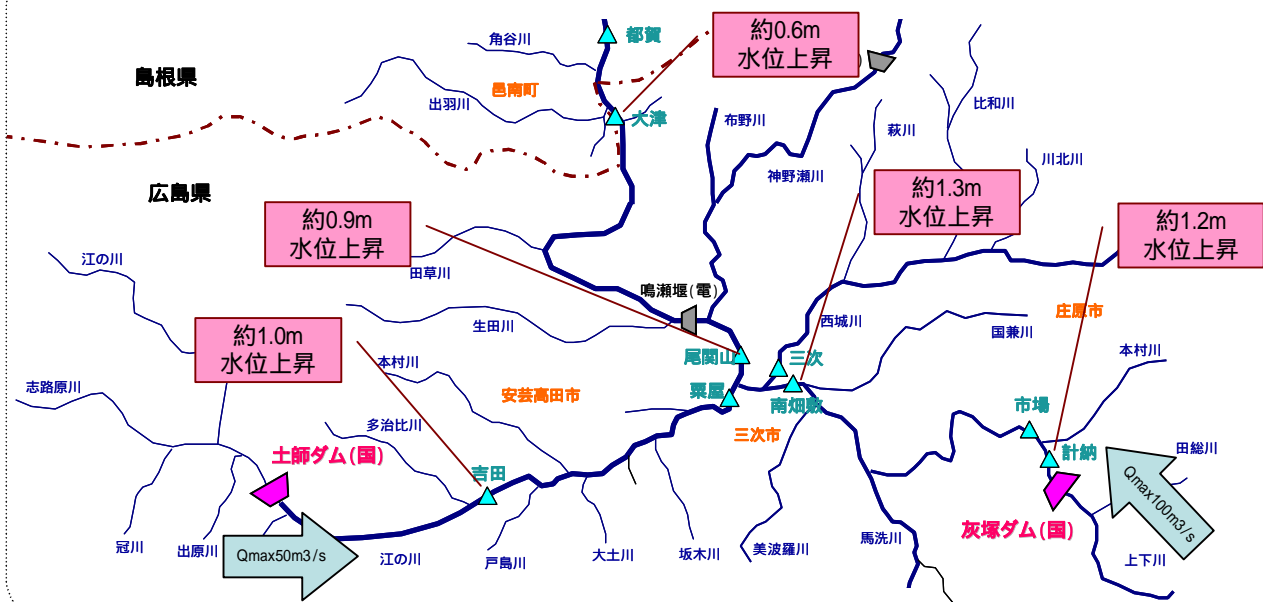 角谷川
都賀
約0.6m
水位上昇
)
島根県
邑南町
出羽川
大津
布野川
萩川
比和川
川北川
神野瀬川
広島県
約0.9m
水位上昇
約1.3m
水位上昇
約1.2m
水位上昇
江の川
田草川
鳴瀬堰(電)
生田川
西城川
国兼川
庄原市
約1.0m
水位上昇
本村川
尾関山
三次
本村川
志路原川
安芸高田市
粟屋
南畑敷
多治比川
三次市
市場
土師ダム(国)
吉田
計納
田総川
Qmax100m3/s
灰塚ダム(国)
冠川
出原川
Qmax50m3/s
江の川
戸島川
大土川
坂木川
美波羅川
馬洗川
上下川